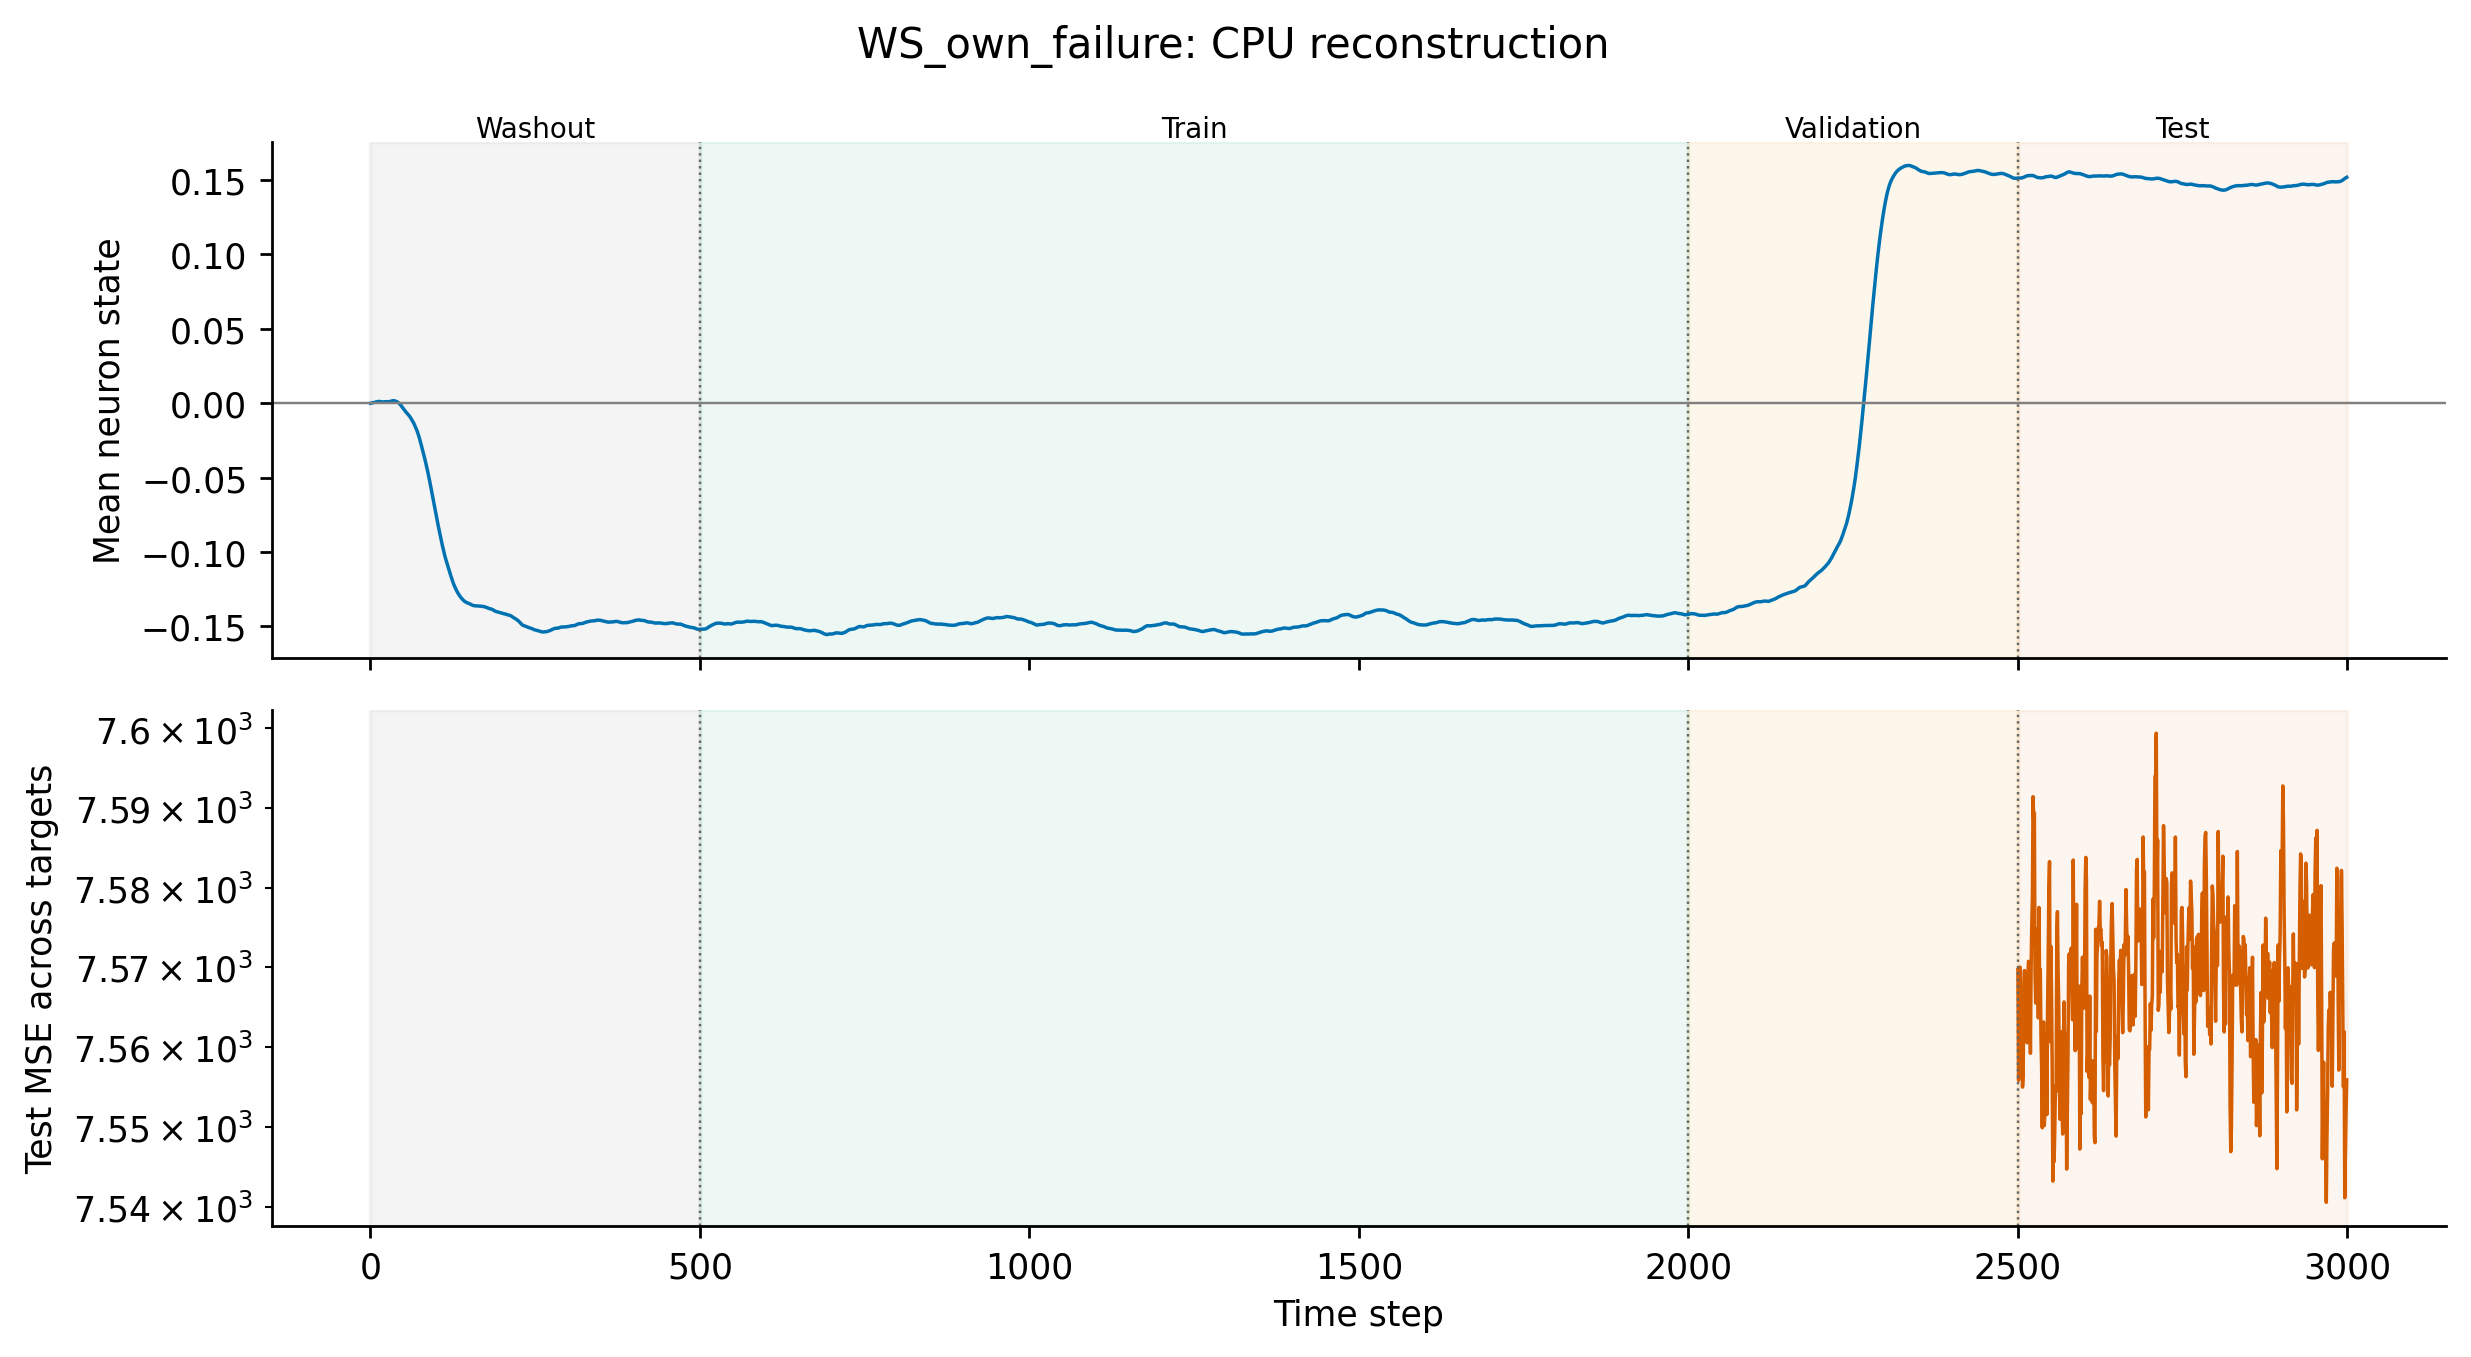 WS_own_failure: CPU reconstruction
Washout Train Validation Test
0.15
0.10
0.05
0.00
−0.05
−0.10
−0.15
Mean neuron state
7.6 × 10³
7.59 × 10³
7.58 × 10³
7.57 × 10³
7.56 × 10³
7.55 × 10³
7.54 × 10³
Test MSE across targets
0 500 1000 1500 2000 2500 3000
Time step